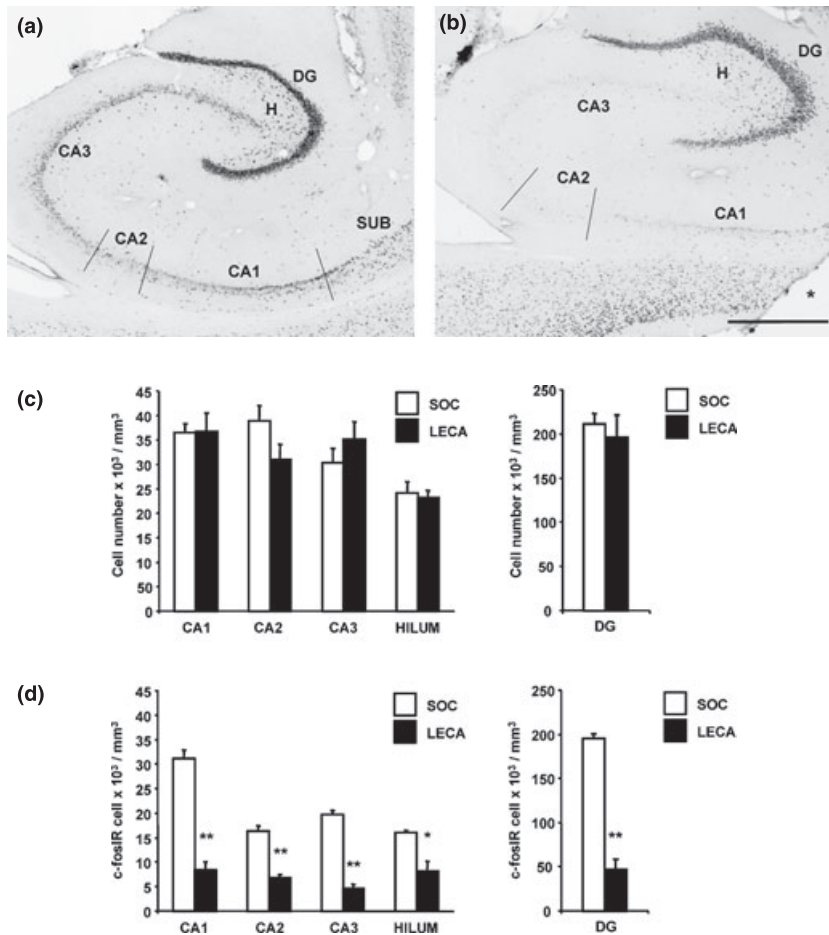 (a)
DG
H
CA3
CA2
CA1
SUB
(b)
DG
H
CA3
CA2
CA1
*
(c)
Cell number x 10³ / mm³
45
40
35
30
25
20
15
10
50
0
CA1 CA2 CA3 HILUM
SOC
LECA
Cell number x 10³ / mm³
250
200
150
100
50
0
DG
SOC
LECA
(d)
c-fosIR cell x 10³ / mm³
45
40
35
30
25
20
15
10
5
0
** ** ** *
CA1 CA2 CA3 HILUM
SOC
LECA
c-fosIR cell x 10³ / mm³
250
200
150
100
50
0
**
DG
SOC
LECA